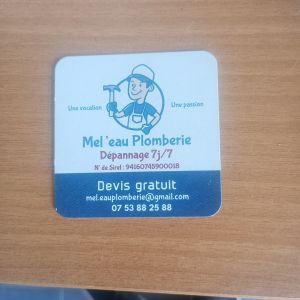 Une vocation
Une passion
Mel'eau Plomberie
Dépannage 7j/7
N° de Siret : 94160745900018
Devis gratuit
mel.eauplomberie@gmail.com
07 53 88 25 88